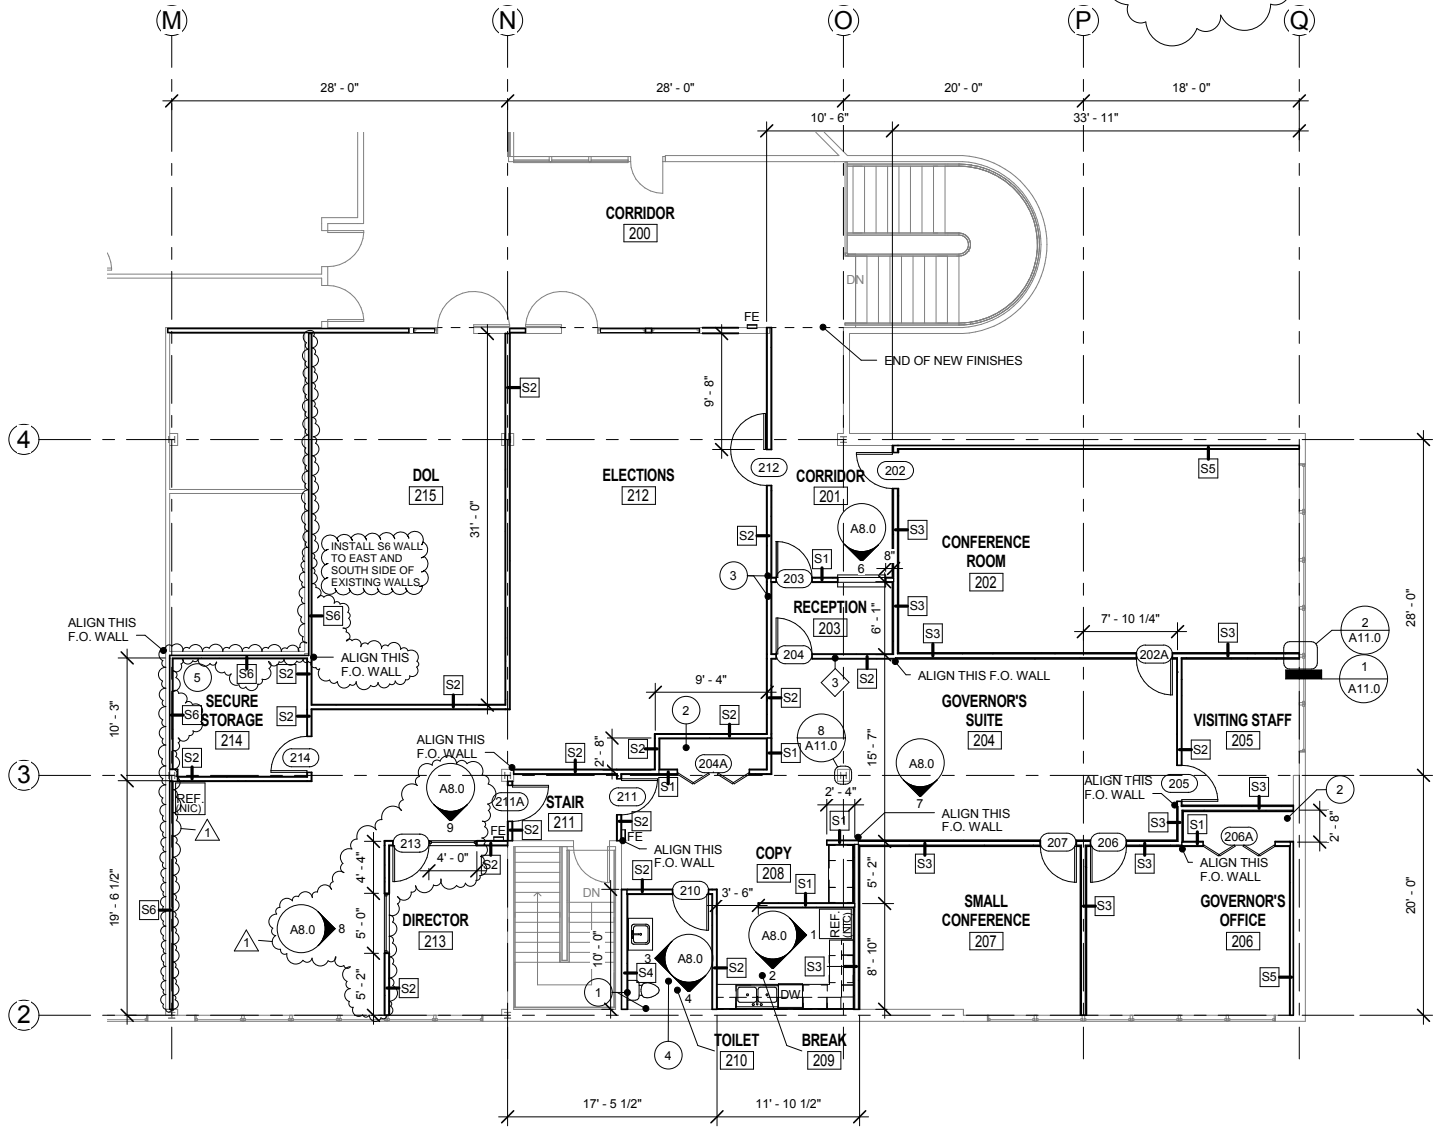 M
N
O
P
Q
28' - 0"
28' - 0"
20' - 0"
18' - 0"
10' - 6"
33' - 11"
CORRIDOR
200
DN
FE
END OF NEW FINISHES
S2
9' - 8"
4
212
202
S5
DOL
215
ELECTIONS
212
CORRIDOR
201
31' - 0"
A8.0
6
S3
S2
8"
CONFERENCE
ROOM
202
INSTALL S6 WALL
TO EAST AND
SOUTH SIDE OF
EXISTING WALLS
S1
3
203
RECEPTION
203
6' - 1"
S3
S6
7' - 10 1/4"
28' - 0"
2
A11.0
1
A11.0
ALIGN THIS
F.O. WALL
ALIGN THIS
F.O. WALL
S3
S3
204
202A
S2
3
ALIGN THIS F.O. WALL
5
S6
S2
S2
9' - 4"
SECURE
STORAGE
214
S6
S2
10' - 3"
2
S2
S2
GOVERNOR'S
SUITE
204
VISITING STAFF
205
8
A11.0
15' - 7"
ALIGN THIS
F.O. WALL
S2
214
S2
S2
2' - 8"
204A
S1
S1
S2
3
A8.0
7
205
ALIGN THIS
F.O. WALL
S3
2
REF.
(NIC)
1
A8.0
9
211A
STAIR
211
211
2' - 4"
ALIGN THIS
F.O. WALL
S3
S1
2' - 8"
206A
FE
S2
S2
FE
S1
213
4' - 4"
4' - 0"
S2
ALIGN THIS
F.O. WALL
COPY
208
5' - 2"
S3
207
206
S3
ALIGN THIS
F.O. WALL
20' - 0"
DN
S2
210
3' - 6"
S1
19' - 6 1/2"
S6
SMALL
CONFERENCE
207
S3
GOVERNOR'S
OFFICE
206
1
A8.0
8
DIRECTOR
213
5' - 0"
10' - 0"
A8.0
1
2
REF.
(NIC)
A8.0
3
4
S4
S2
S3
8' - 10"
S5
5' - 2"
S2
1
DW
2
4
TOILET
210
BREAK
209
17' - 5 1/2"
11' - 10 1/2"